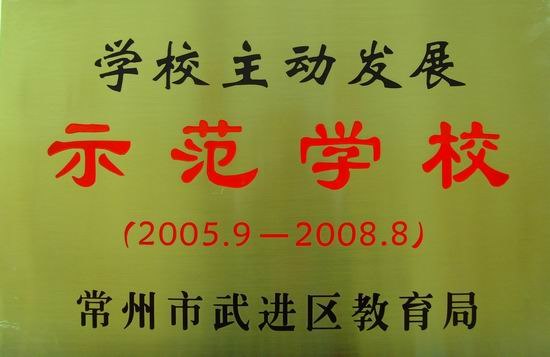 学校主动发展
示范学校
(2005.9—2008.8)
常州市武进区教育局